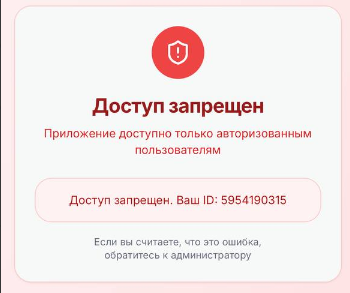 Доступ запрещен
Приложение доступно только авторизованным
пользователям
Доступ запрещен. Ваш ID: 5954190315
Если вы считаете, что это ошибка,
обратитесь к администратору